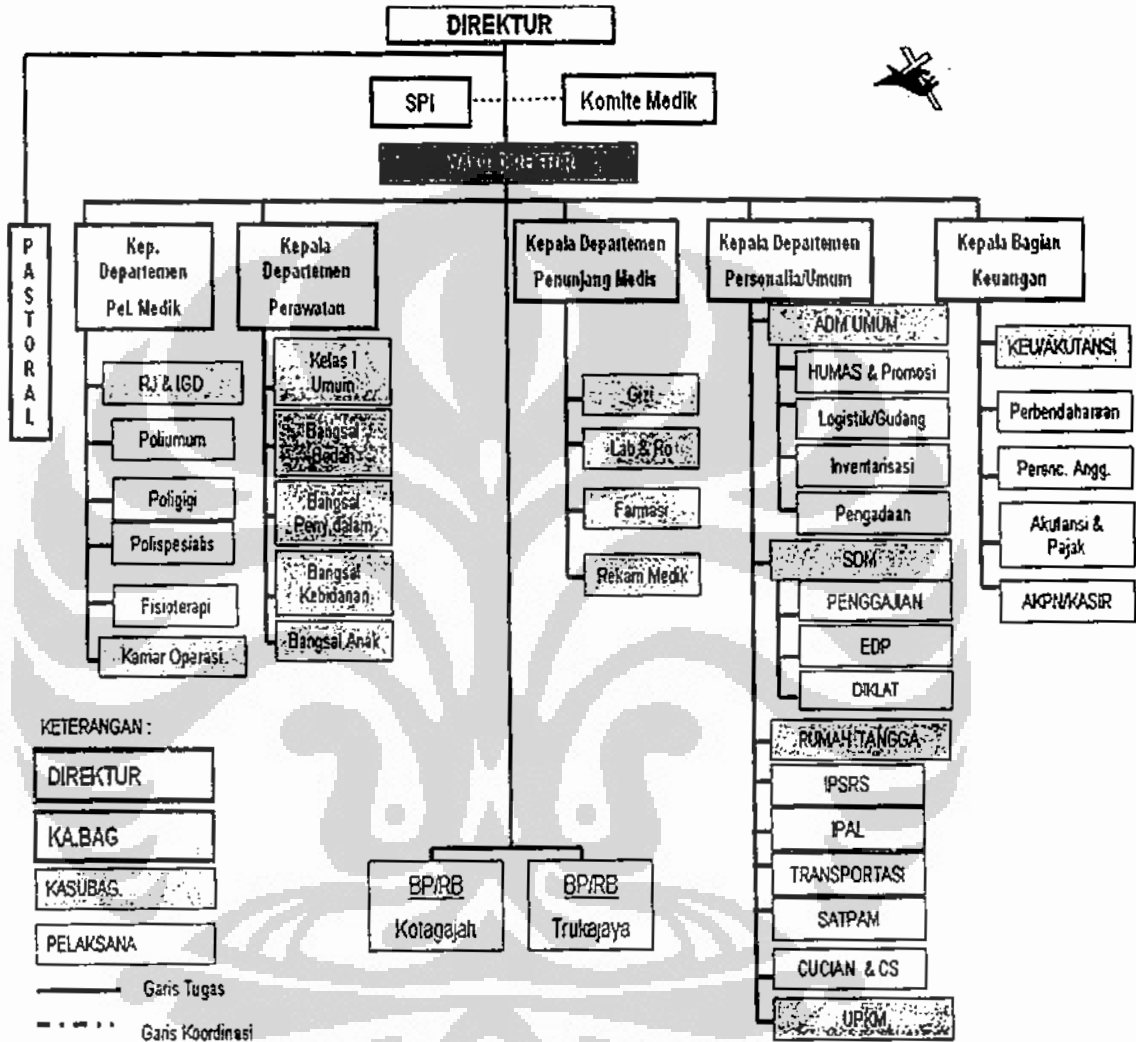 DIREKTUR
SPI
Komite Medik
WAKIL DIREKTUR
PASTORAL
Kep.
Departemen
Pel. Medik
Kepala
Departemen
Perawatan
Kepala Departemen
Penunjang Medis
Kepala Departemen
Personalia/Umum
Kepala Bagian
Keuangan
RJ & IGD
Poliumum
Poligigi
Polispesialis
Fisioterapi
Kamar Operasi
Kelas I
Umum
Bangsal
Bedah
Bangsal
Peny.dalam
Bangsal
Kebidanan
Bangsal Anak
Gizi
Lab & Ro
Farmasi
Rekam Medik
ADM UMUM
HUMAS & Promosi
Logistik/Gudang
Inventarisasi
Pengadaan
SDM
PENGGAJIAN
EDP
DIKLAT
RUMAH TANGGA
IPSRS
IPAL
TRANSPORTASI
SATPAM
CUCIAN & CS
UPKM
KEU/AKUTANSI
Perbendaharaan
Perenc. Angg.
Akutansi &
Pajak
AKPN/KASIR
BP/RB
Kotagajah
BP/RB
Trukajaya
KETERANGAN :
DIREKTUR
KA.BAG
KASUBAG.
PELAKSANA
Garis Tugas
Garis Koordinasi